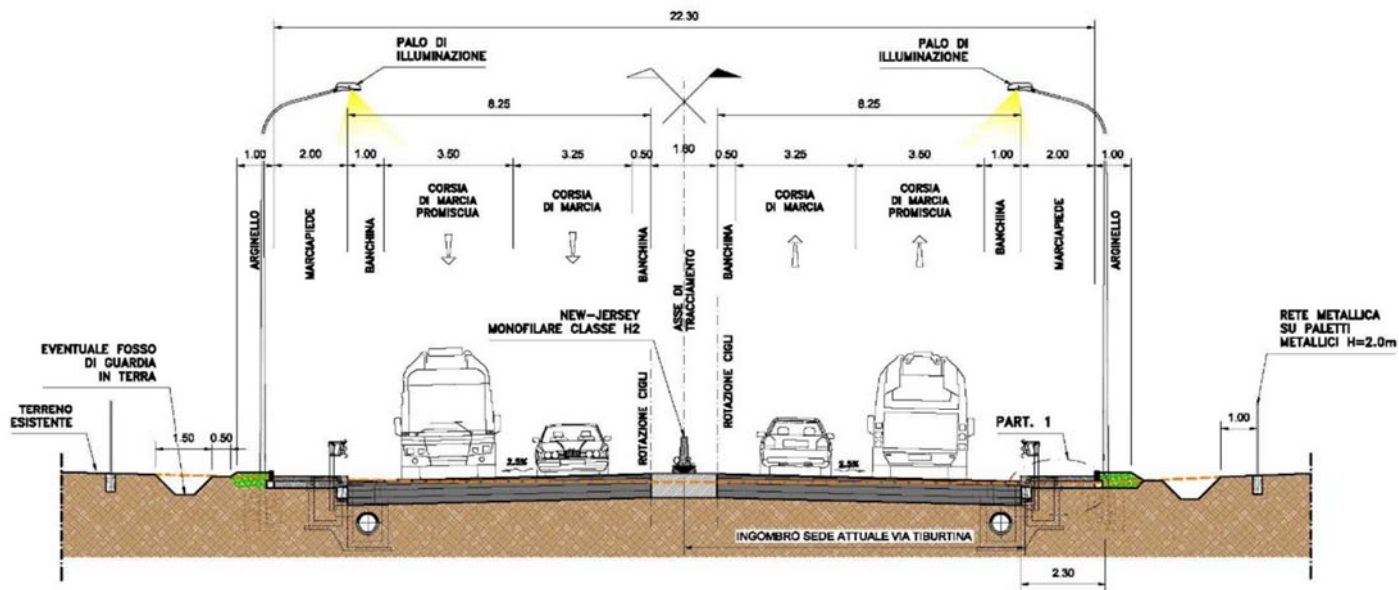 22.30
PALO DI
ILLUMINAZIONE
PALO DI
ILLUMINAZIONE
8.25
8.25
1.00
2.00
1.00
3.50
3.25
0.50
1.80
0.50
3.25
3.50
1.00
2.00
1.00
ARGINELLO
MARCIAPIEDE
BANCHINA
CORSIA
DI MARCIA
PROMISCUA
CORSIA
DI MARCIA
BANCHINA
ASSE DI
TRACCIAMENTO
BANCHINA
CORSIA
DI MARCIA
CORSIA
DI MARCIA
PROMISCUA
BANCHINA
MARCIAPIEDE
ARGINELLO
NEW-JERSEY
MONOFILARE CLASSE H2
RETE METALLICA
SU PALETTI
METALLICI H=2.0m
EVENTUALE FOSSO
DI GUARDIA
IN TERRA
TERRENO
ESISTENTE
ROTAZIONE CIGLI
ROTAZIONE CIGLI
PART. 1
1.00
1.50
0.50
2.5%
2.5%
INGOMBRO SEDE ATTUALE VIA TIBURTINA
2.30